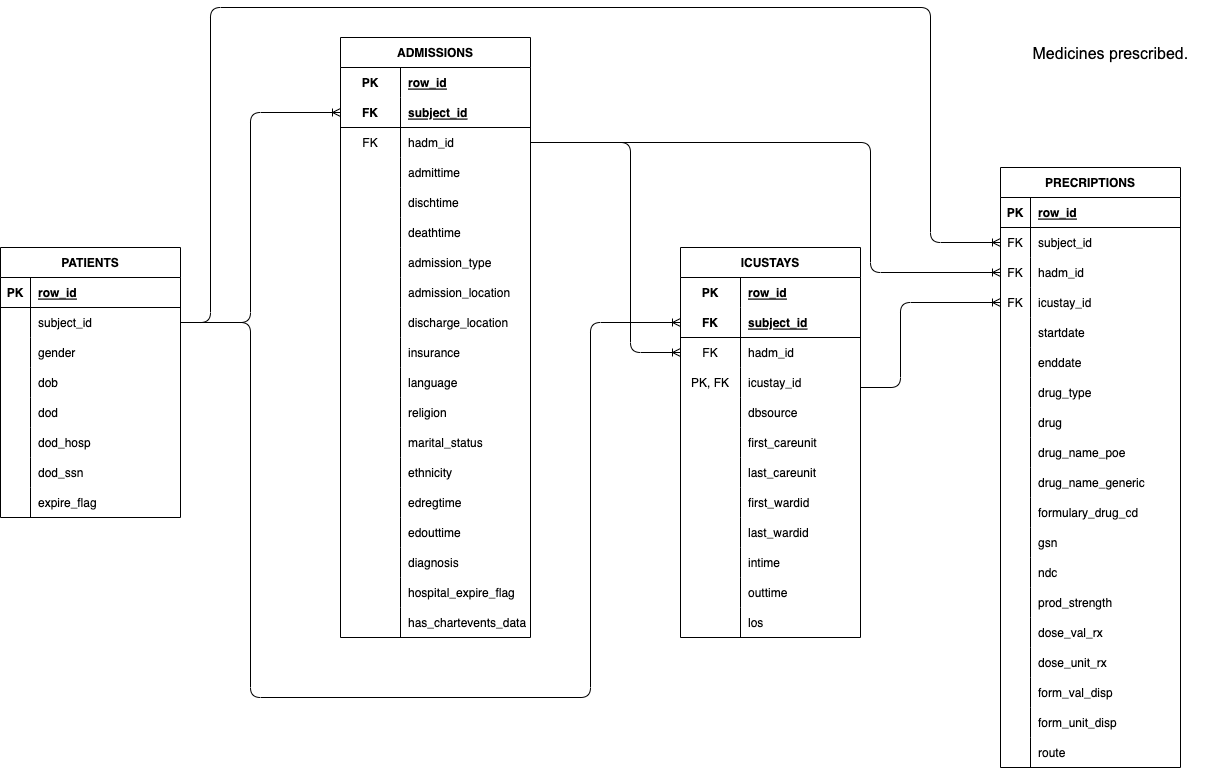 Medicines prescribed.
PATIENTS
PK row_id
subject_id
gender
dob
dod
dod_hosp
dod_ssn
expire_flag
ADMISSIONS
PK row_id
FK subject_id
FK hadm_id
admittime
dischtime
deathtime
admission_type
admission_location
discharge_location
insurance
language
religion
marital_status
ethnicity
edregtime
edouttime
diagnosis
hospital_expire_flag
has_chartevents_data
ICUSTAYS
PK row_id
FK subject_id
FK hadm_id
PK, FK icustay_id
dbsource
first_careunit
last_careunit
first_wardid
last_wardid
intime
outtime
los
PRECRIPTIONS
PK row_id
FK subject_id
FK hadm_id
FK icustay_id
startdate
enddate
drug_type
drug
drug_name_poe
drug_name_generic
formulary_drug_cd
gsn
ndc
prod_strength
dose_val_rx
dose_unit_rx
form_val_disp
form_unit_disp
route